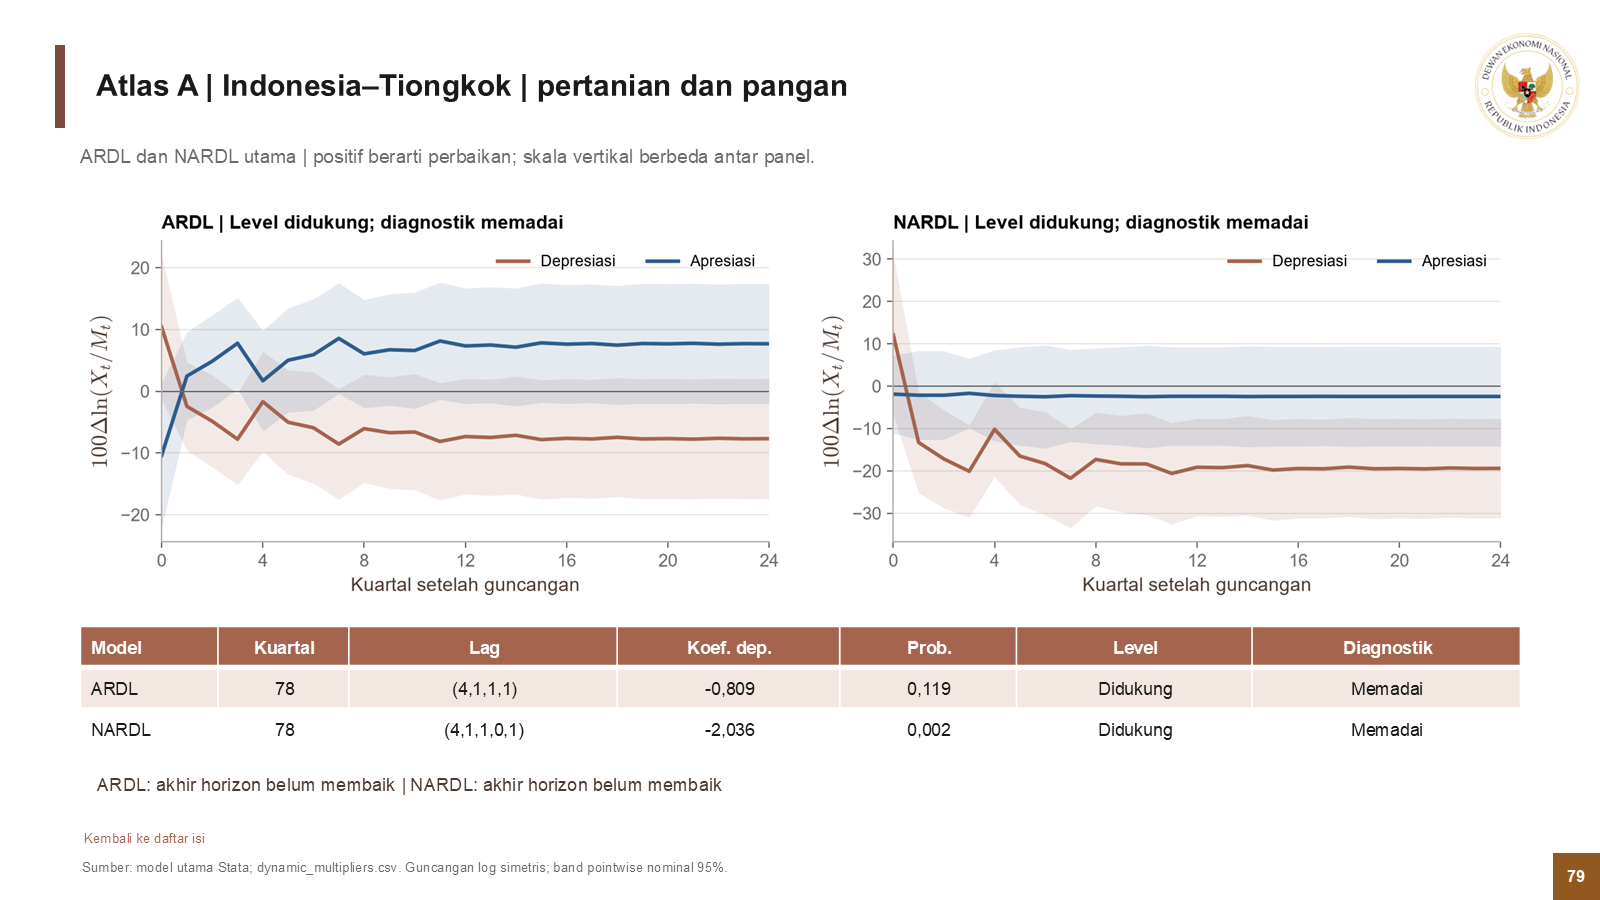 Atlas A | Indonesia–Tiongkok | pertanian dan pangan
DEWAN EKONOMI NASIONAL
REPUBLIK INDONESIA
ARDL dan NARDL utama | positif berarti perbaikan; skala vertikal berbeda antar panel.
ARDL | Level didukung; diagnostik memadai
Depresiasi Apresiasi
20
10
0
−10
−20
100Δln(Xₜ/Mₜ)
0 4 8 12 16 20 24
Kuartal setelah guncangan
NARDL | Level didukung; diagnostik memadai
Depresiasi Apresiasi
30
20
10
0
−10
−20
−30
100Δln(Xₜ/Mₜ)
0 4 8 12 16 20 24
Kuartal setelah guncangan
Model Kuartal Lag Koef. dep. Prob. Level Diagnostik
ARDL 78 (4,1,1,1) -0,809 0,119 Didukung Memadai
NARDL 78 (4,1,1,0,1) -2,036 0,002 Didukung Memadai
ARDL: akhir horizon belum membaik | NARDL: akhir horizon belum membaik
Kembali ke daftar isi
Sumber: model utama Stata; dynamic_multipliers.csv. Guncangan log simetris; band pointwise nominal 95%.
79